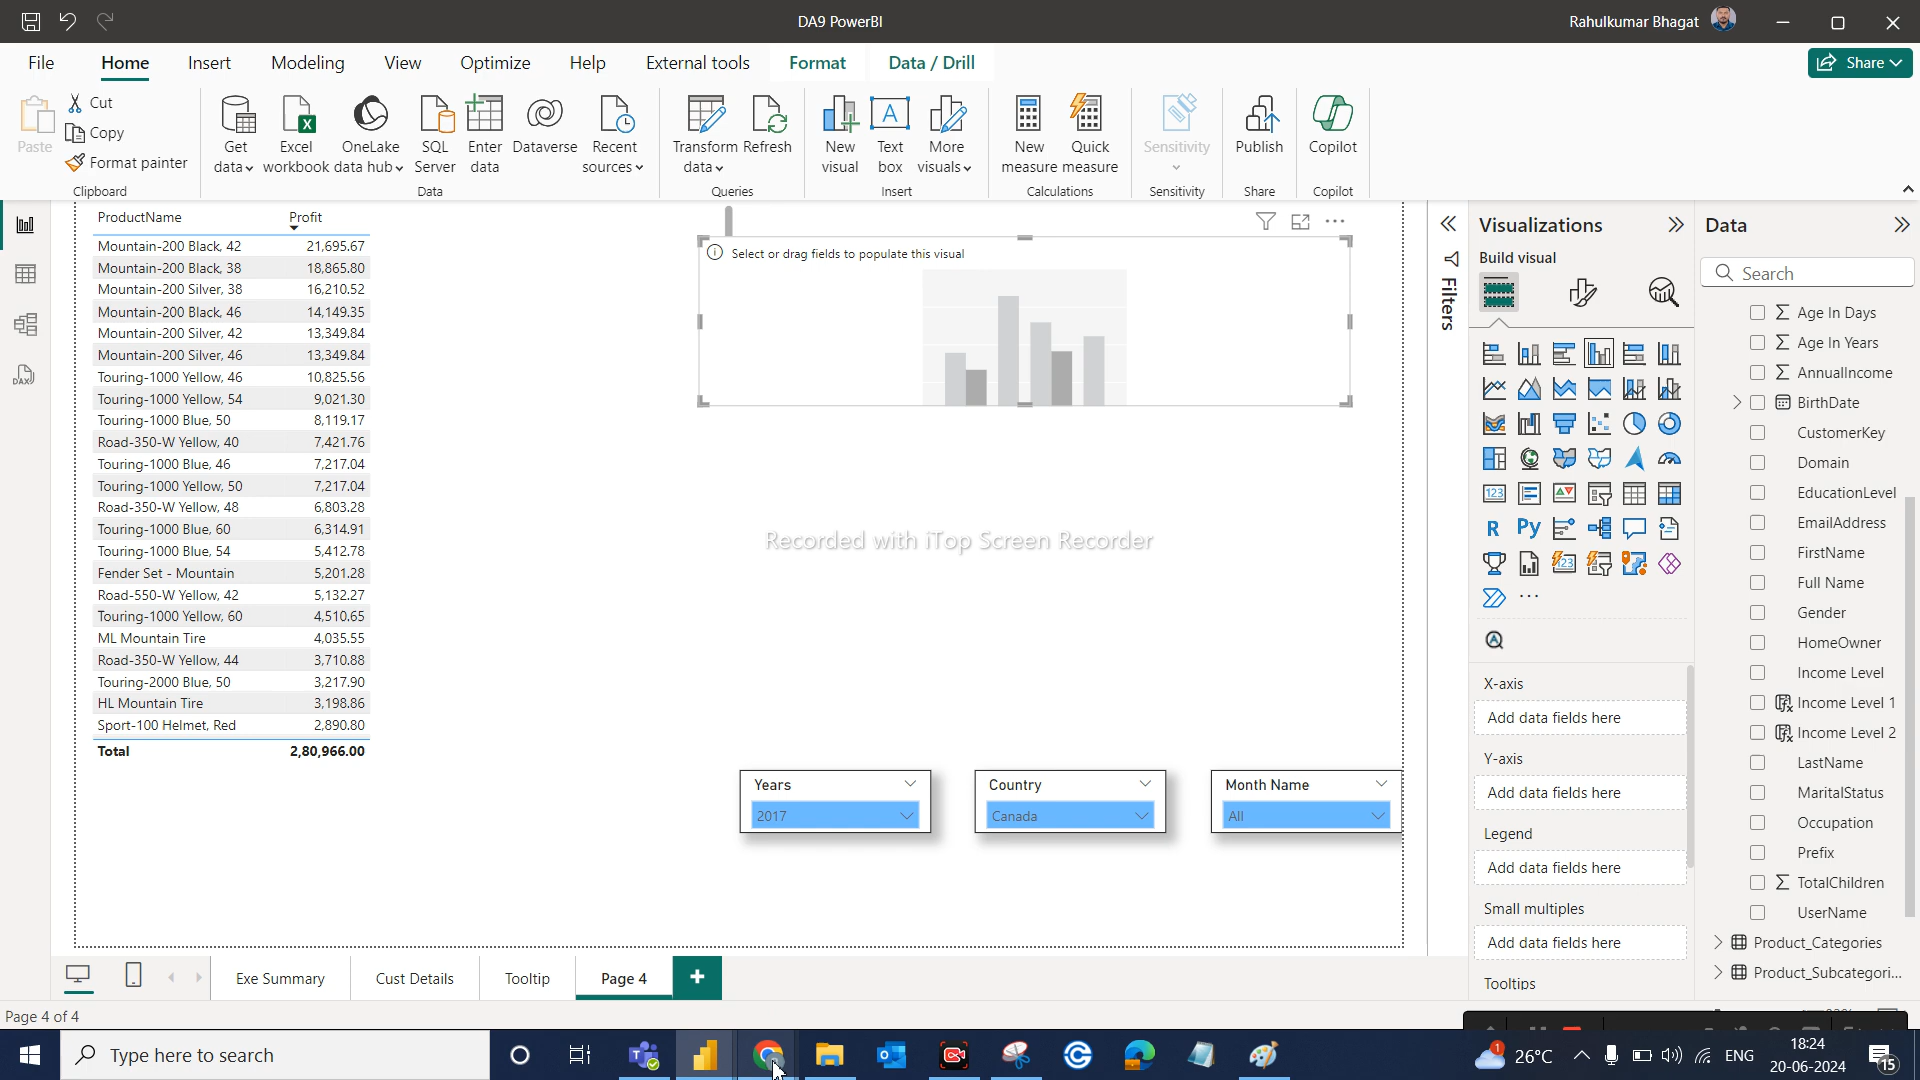 DA9 PowerBI
Rahulkumar Bhagat
File
Home
Insert
Modeling
View
Optimize
Help
External tools
Format
Data / Drill
Share
Paste
Cut
Copy
Format painter
Clipboard
Get data
Excel workbook
OneLake data hub
SQL Server
Enter data
Dataverse
Recent sources
Data
Transform data
Refresh
Queries
New visual
Text box
More visuals
Insert
New measure
Quick measure
Calculations
Sensitivity
Sensitivity
Publish
Share
Copilot
Copilot
ProductName Profit
Mountain-200 Black, 42 21,695.67
Mountain-200 Black, 38 18,865.80
Mountain-200 Silver, 38 16,210.52
Mountain-200 Black, 46 14,149.35
Mountain-200 Silver, 42 13,349.84
Mountain-200 Silver, 46 13,349.84
Touring-1000 Yellow, 46 10,825.56
Touring-1000 Yellow, 54 9,021.30
Touring-1000 Blue, 50 8,119.17
Road-350-W Yellow, 40 7,421.76
Touring-1000 Blue, 46 7,217.04
Touring-1000 Yellow, 50 7,217.04
Road-350-W Yellow, 48 6,803.28
Touring-1000 Blue, 60 6,314.91
Touring-1000 Blue, 54 5,412.78
Fender Set - Mountain 5,201.28
Road-550-W Yellow, 42 5,132.27
Touring-1000 Yellow, 60 4,510.65
ML Mountain Tire 4,035.55
Road-350-W Yellow, 44 3,710.88
Touring-2000 Blue, 50 3,217.90
HL Mountain Tire 3,198.86
Sport-100 Helmet, Red 2,890.80
Total 2,80,966.00
Select or drag fields to populate this visual
Recorded with iTop Screen Recorder
Years
2017
Country
Canada
Month Name
All
Filters
Visualizations
Build visual
123
R
Py
123
X-axis
Add data fields here
Y-axis
Add data fields here
Legend
Add data fields here
Small multiples
Add data fields here
Tooltips
Data
Search
Age In Days
Age In Years
AnnualIncome
BirthDate
CustomerKey
Domain
EducationLevel
EmailAddress
FirstName
Full Name
Gender
HomeOwner
Income Level
Income Level 1
Income Level 2
LastName
MaritalStatus
Occupation
Prefix
TotalChildren
UserName
Product_Categories
Product_Subcategori...
DAX
Exe Summary
Cust Details
Tooltip
Page 4
Page 4 of 4
Type here to search
1
26°C
ENG
18:24
20-06-2024
15